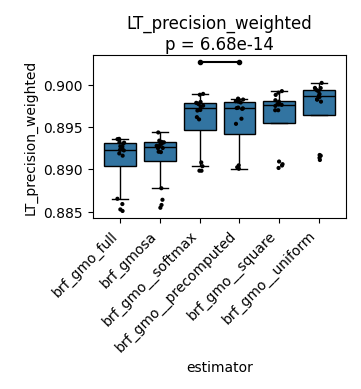 LT_precision_weighted
p = 6.68e-14
LT_precision_weighted
0.900
0.895
0.890
0.885
brf_gmo_full
brf_gmosa
brf_gmo__softmax
brf_gmo__precomputed
brf_gmo__square
brf_gmo__uniform
estimator